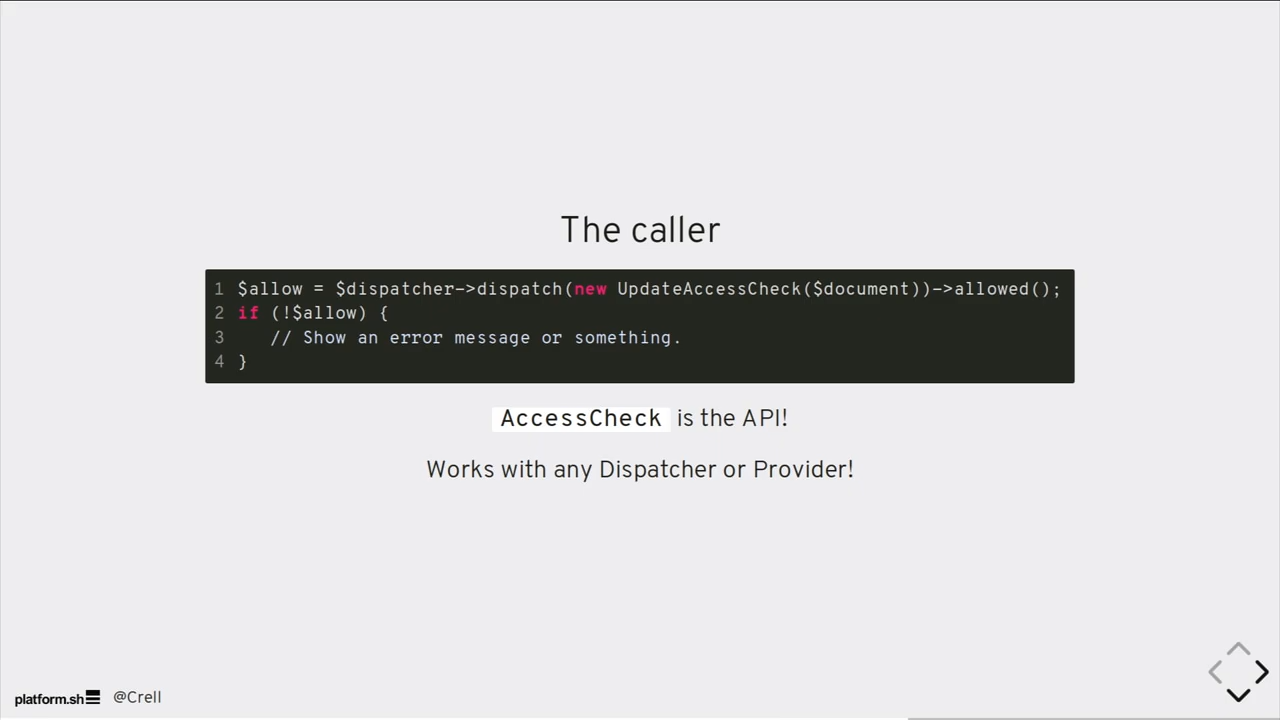 The caller
1 $allow = $dispatcher->dispatch(new UpdateAccessCheck($document))->allowed();
2 if (!$allow) {
3    // Show an error message or something.
4 }
AccessCheck is the API!
Works with any Dispatcher or Provider!
platform.sh @Crell